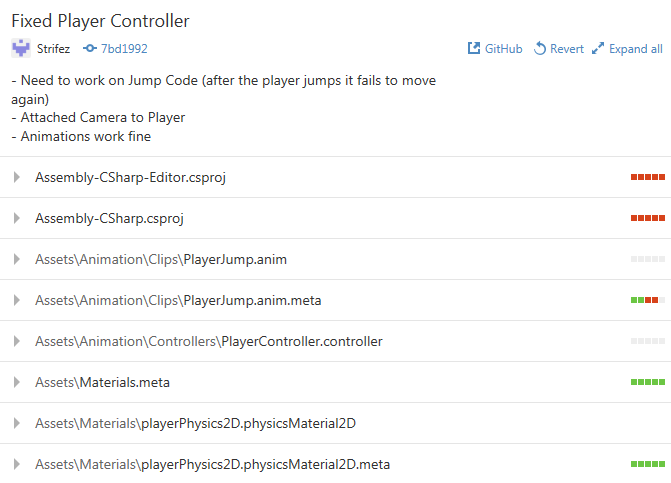 Fixed Player Controller
Strifez 7bd1992 GitHub Revert Expand all
- Need to work on Jump Code (after the player jumps it fails to move
again)
- Attached Camera to Player
- Animations work fine
Assembly-CSharp-Editor.csproj
Assembly-CSharp.csproj
Assets\Animation\Clips\PlayerJump.anim
Assets\Animation\Clips\PlayerJump.anim.meta
Assets\Animation\Controllers\PlayerController.controller
Assets\Materials.meta
Assets\Materials\playerPhysics2D.physicsMaterial2D
Assets\Materials\playerPhysics2D.physicsMaterial2D.meta